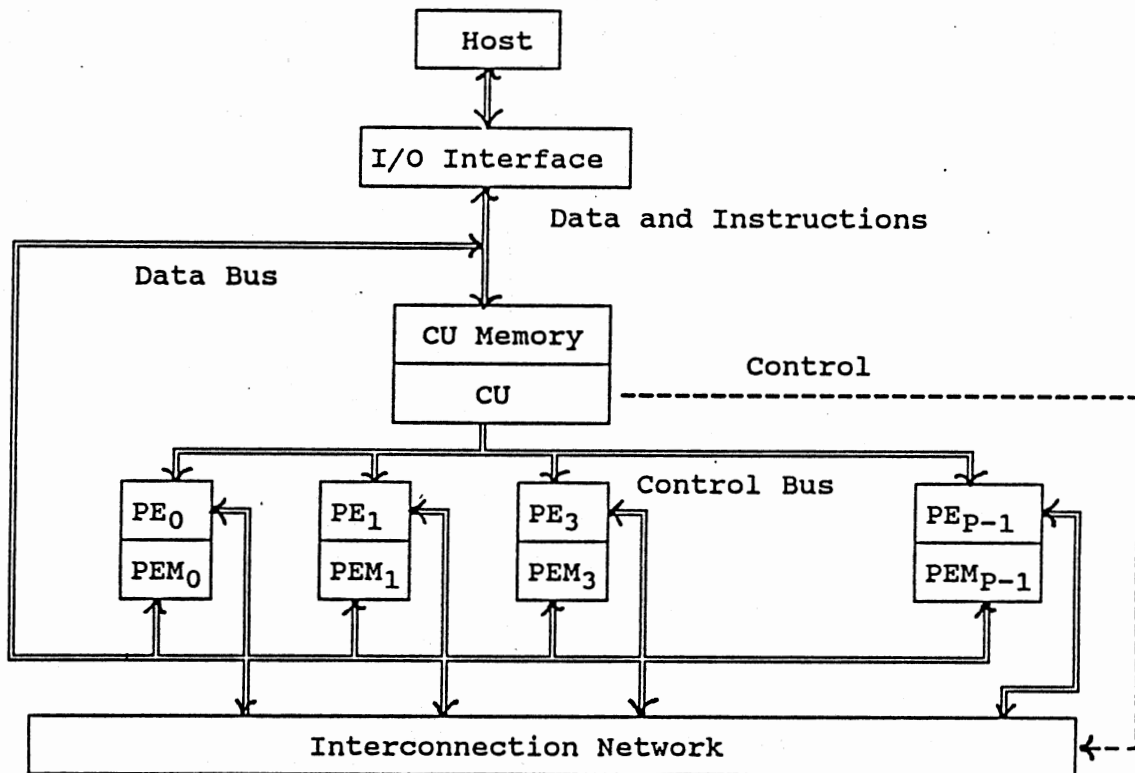 Host
I/O Interface
Data and Instructions
Data Bus
CU Memory
Control
CU
Control Bus
PE0
PE1
PE3
PEP-1
PEM0
PEM1
PEM3
PEMP-1
Interconnection Network